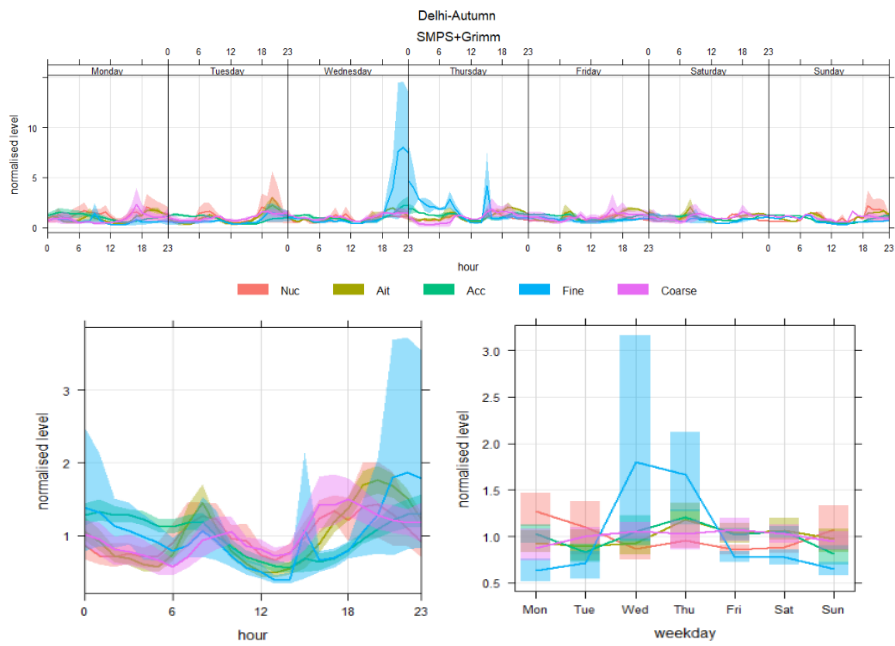 Delhi-Autumn
SMPS+Grimm
0 6 12 18 23 0 6 12 18 23 0 6 12 18 23
Monday Tuesday Wednesday Thursday Friday Saturday Sunday
normalised level
10
5
0
0 6 12 18 23 0 6 12 18 23 0 6 12 18 23 0 6 12 18 23
hour
Nuc Ait Acc Fine Coarse
normalised level
3
2
1
0 6 12 18 23
hour
normalised level
3.0
2.5
2.0
1.5
1.0
0.5
Mon Tue Wed Thu Fri Sat Sun
weekday